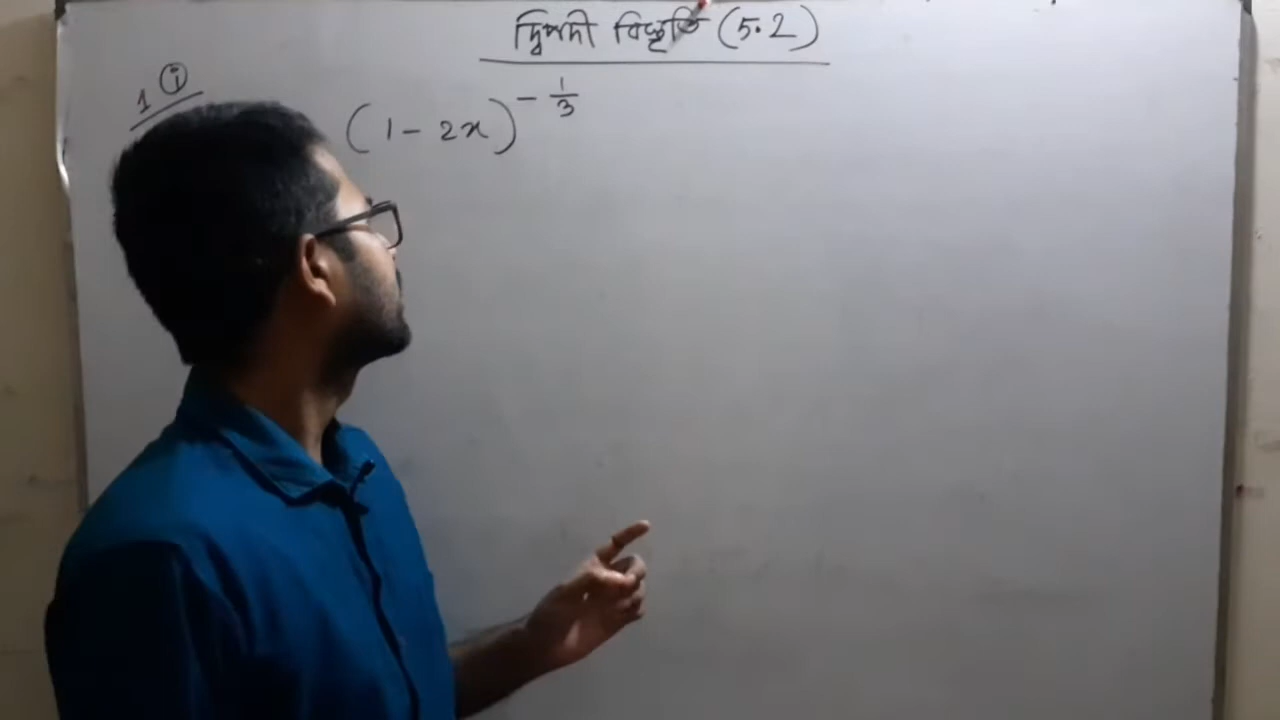 দ্বিপদী বিস্তৃতি (5.2)
1 (i)
(1 - 2x)^{-1/3}